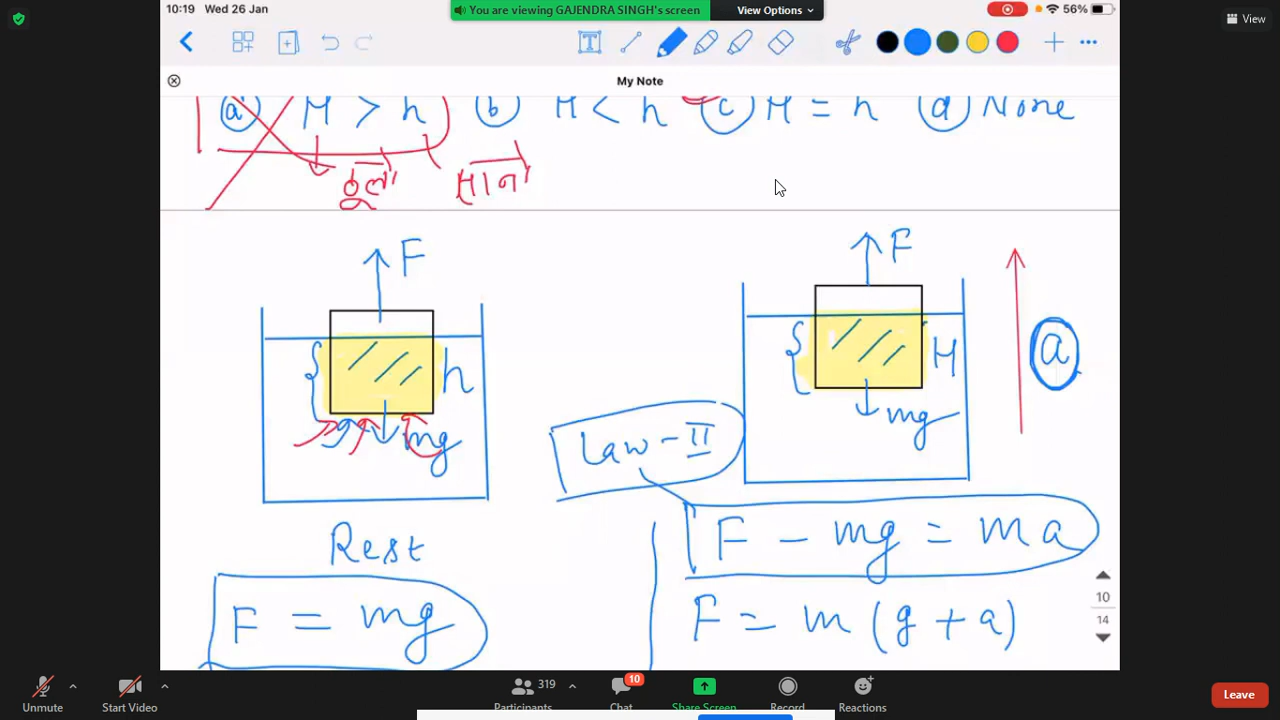 10:19 Wed 26 Jan
You are viewing GAJENDRA SINGH's screen
View Options
56%
View
My Note
(a) H > h (b) H < h (c) H = h (d) None
F
F
h
H
a
mg
mg
Law - II
Rest
F - mg = ma
F = mg
F = m (g + a)
10
14
Unmute
Start Video
319
Participants
10
Chat
Share Screen
Record
Reactions
Leave